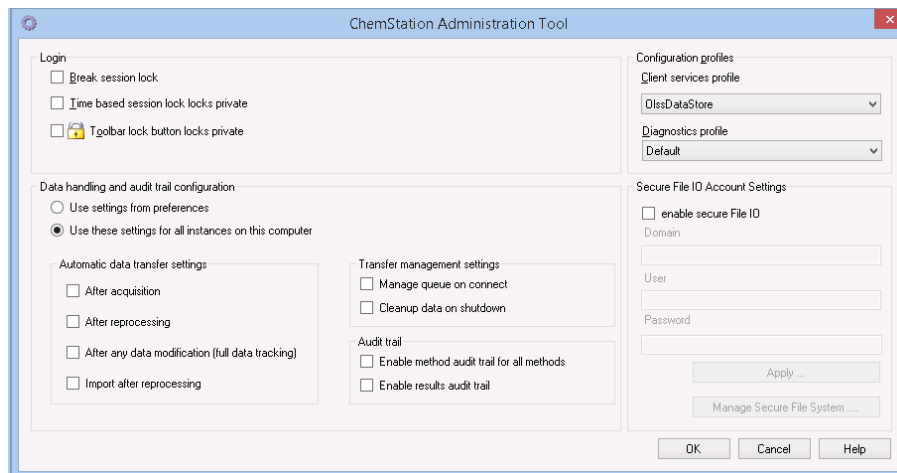 ChemStation Administration Tool
Login
Break session lock
Time based session lock locks private
Toolbar lock button locks private
Configuration profiles
Client services profile
OlssDataStore
Diagnostics profile
Default
Data handling and audit trail configuration
Use settings from preferences
Use these settings for all instances on this computer
Automatic data transfer settings
After acquisition
After reprocessing
After any data modification (full data tracking)
Import after reprocessing
Transfer management settings
Manage queue on connect
Cleanup data on shutdown
Audit trail
Enable method audit trail for all methods
Enable results audit trail
Secure File IO Account Settings
enable secure File IO
Domain
User
Password
Apply ...
Manage Secure File System ....
OK
Cancel
Help